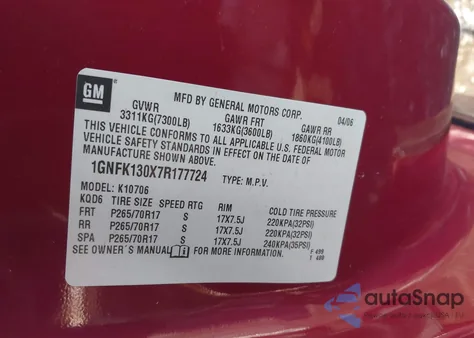 GM
MFD BY GENERAL MOTORS CORP. 04/06
GVWR GAWR FRT GAWR RR
3311KG(7300LB) 1633KG(3600LB) 1860KG(4100LB)
THIS VEHICLE CONFORMS TO ALL APPLICABLE U.S. FEDERAL MOTOR
VEHICLE SAFETY STANDARDS IN EFFECT ON THE DATE OF
MANUFACTURE SHOWN ABOVE.
1GNFK130X7R177724 TYPE: M.P.V.
MODEL: K10706
KQD6 TIRE SIZE SPEED RTG RIM COLD TIRE PRESSURE
FRT P265/70R17 S 17X7.5J 220KPA(32PSI)
RR P265/70R17 S 17X7.5J 220KPA(32PSI)
SPA P265/70R17 S 17X7.5J 240KPA(35PSI)
SEE OWNER'S MANUAL FOR MORE INFORMATION.
autoSnap